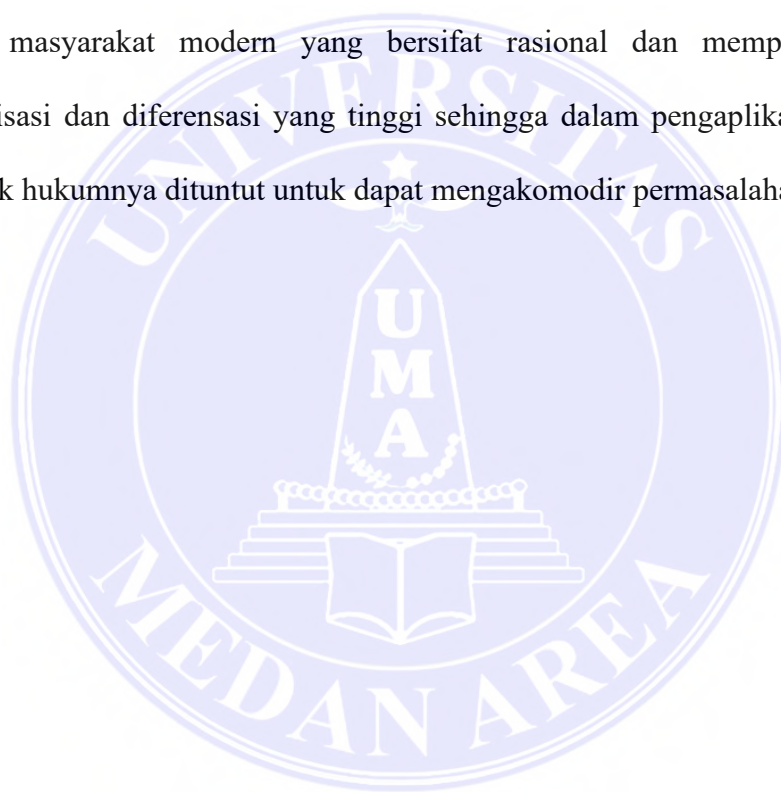 masyarakat modern yang bersifat rasional dan memp
isasi dan diferensasi yang tinggi sehingga dalam pengaplika
k hukumnya dituntut untuk dapat mengakomodir permasalaha
UNIVERSITAS
U
M
A
MEDAN AREA